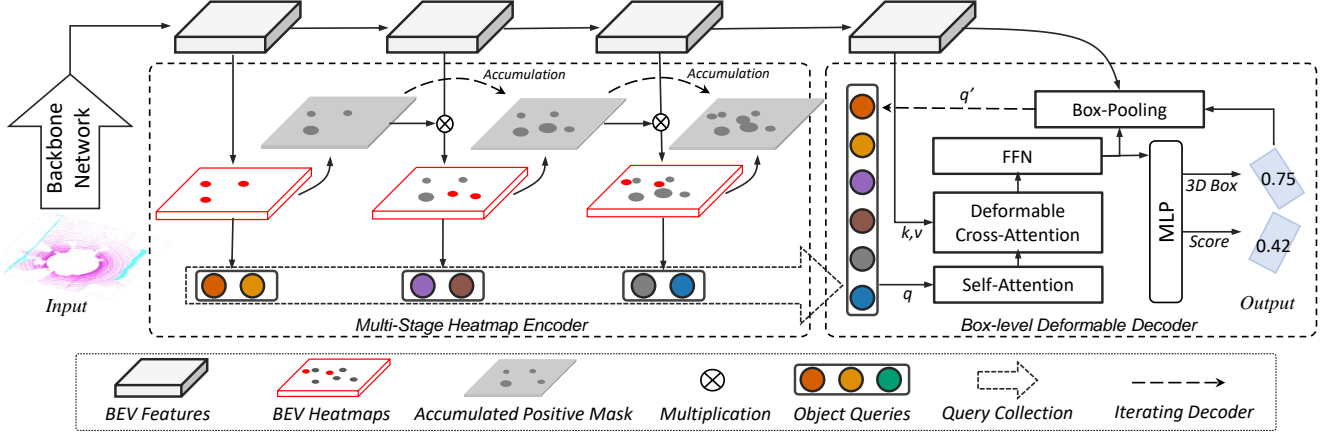 Accumulation
Accumulation
Backbone
Network
Input
Multi-Stage Heatmap Encoder
q'
Box-Pooling
FFN
Deformable
Cross-Attention
Self-Attention
k,v
q
MLP
3D Box
Score
0.75
0.42
Output
Box-level Deformable Decoder
BEV Features
BEV Heatmaps
Accumulated Positive Mask
Multiplication
Object Queries
Query Collection
Iterating Decoder